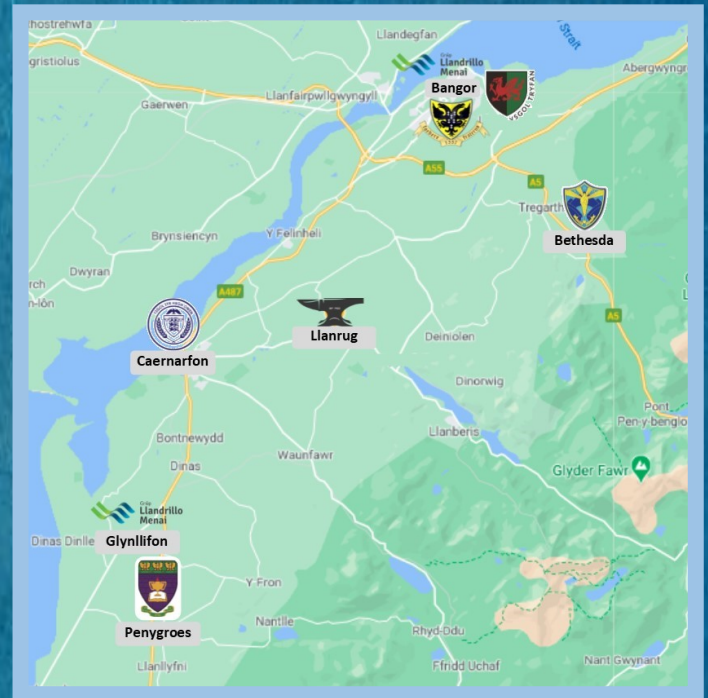 Llandegfan
Strait
gristiolus
Gaerwen
Llanfairpwllgwyngyll
Grŵp
Llandrillo
Menai
Bangor
YSGOL TRYFAN
A55
A5
Tregarth
Bethesda
Brynsiencyn
Y Felinheli
Dwyran
rch
n-lôn
A487
Caernarfon
Llanrug
Deiniolen
A5
Dinorwig
Llanberis
Pont
Pen-y-benglo
Bontnewydd
Waunfawr
Dinas
Glyder Fawr
Grŵp
Llandrillo
Menai
Dinas Dinlle
Glynllifon
Y Fron
Penygroes
Nantlle
Rhyd-Ddu
Llanllyfni
Ffridd Uchaf
Nant Gwynant